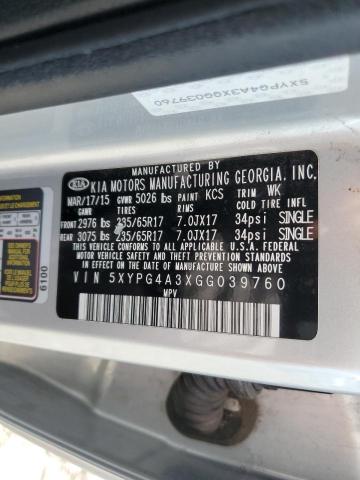 5XYPG4A3XGG039760
MANUFACTURED BY
KIA KIA MOTORS MANUFACTURING GEORGIA, INC.
MAR/17/15 GVWR 5026 lbs PAINT KCS TRIM WK
GAWR TIRES RIMS COLD TIRE INFL
FRONT 2976 lbs 235/65R17 7.0JX17 34psi SINGLE
REAR 3075 lbs 235/65R17 7.0JX17 34psi SINGLE
THIS VEHICLE CONFORMS TO ALL APPLICABLE U.S.A. FEDERAL
MOTOR VEHICLE SAFETY, BUMPER, AND THEFT PREVENTION
STANDARDS IN EFFECT ON THE DATE OF MANUFACTURE SHOWN ABOVE.
VIN 5XYPG4A3XGG039760
MPV
6100